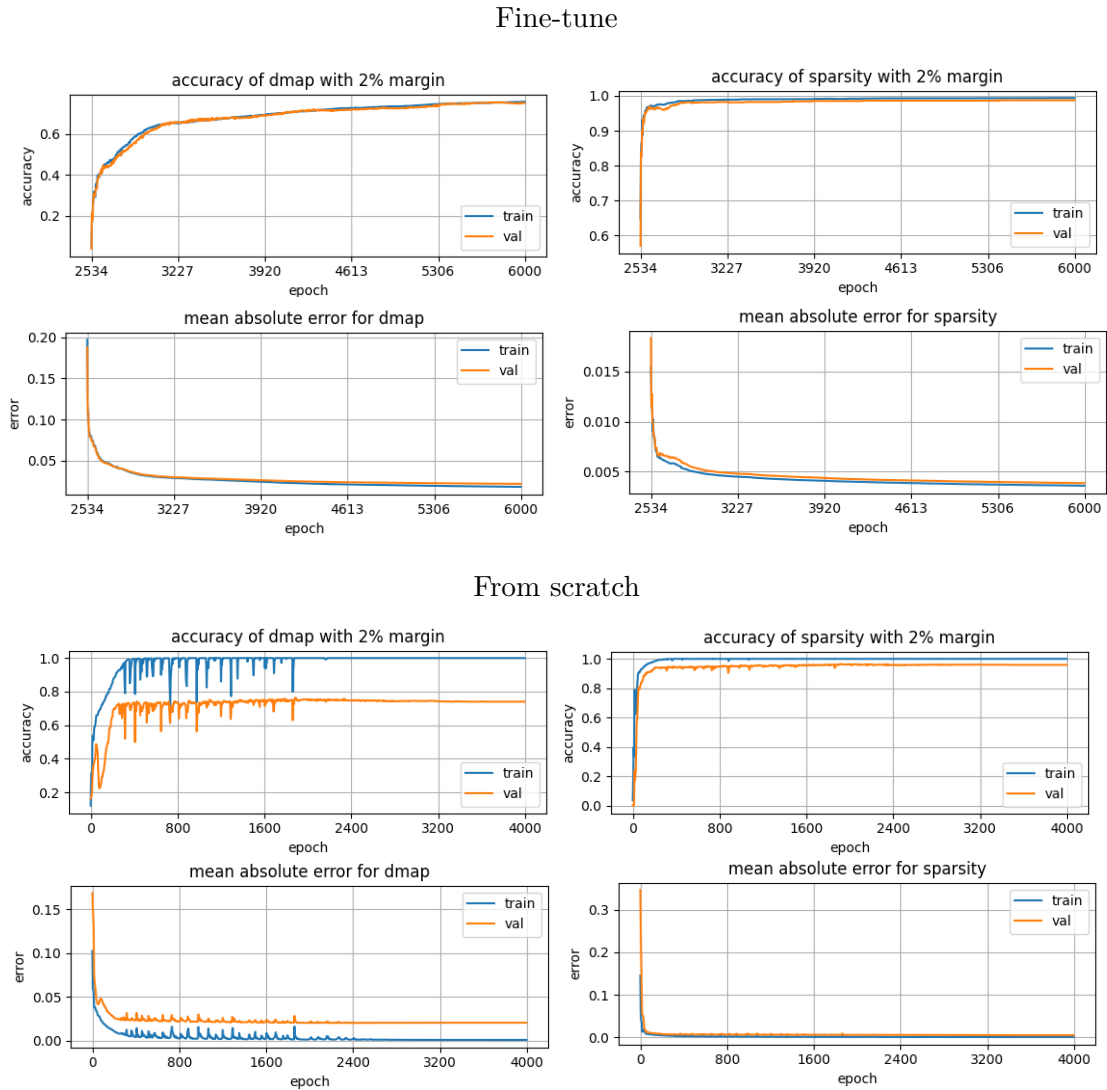 Fine-tune
accuracy of dmap with 2% margin
accuracy
0.6
0.4
0.2
train
val
2534 3227 3920 4613 5306 6000
epoch
accuracy of sparsity with 2% margin
accuracy
1.0
0.9
0.8
0.7
0.6
train
val
2534 3227 3920 4613 5306 6000
epoch
mean absolute error for dmap
error
0.20
0.15
0.10
0.05
train
val
2534 3227 3920 4613 5306 6000
epoch
mean absolute error for sparsity
error
0.015
0.010
0.005
train
val
2534 3227 3920 4613 5306 6000
epoch
From scratch
accuracy of dmap with 2% margin
accuracy
1.0
0.8
0.6
0.4
0.2
train
val
0 800 1600 2400 3200 4000
epoch
accuracy of sparsity with 2% margin
accuracy
1.0
0.8
0.6
0.4
0.2
0.0
train
val
0 800 1600 2400 3200 4000
epoch
mean absolute error for dmap
error
0.15
0.10
0.05
0.00
train
val
0 800 1600 2400 3200 4000
epoch
mean absolute error for sparsity
error
0.3
0.2
0.1
0.0
train
val
0 800 1600 2400 3200 4000
epoch